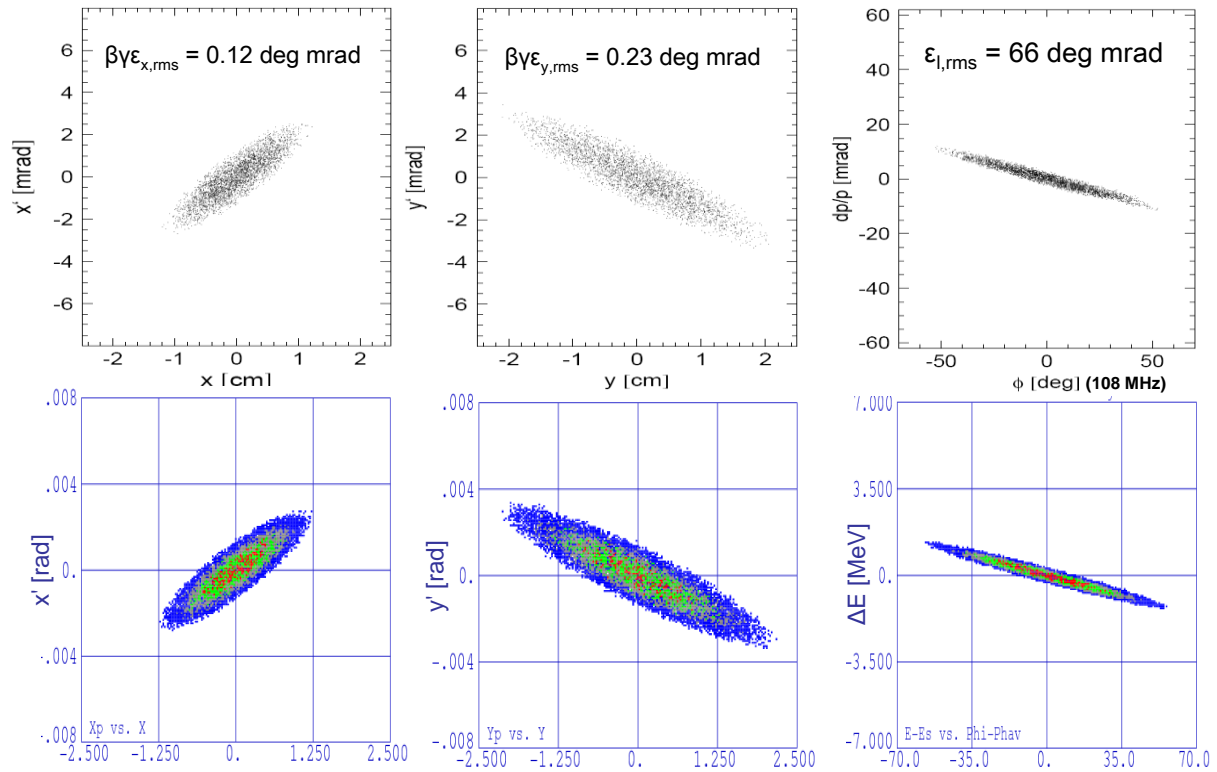 βγε_x,rms = 0.12 deg mrad
x' [mrad]
6
4
2
0
-2
-4
-6
-2 -1 0 1 2
x [cm]
βγε_y,rms = 0.23 deg mrad
y' [mrad]
6
4
2
0
-2
-4
-6
-2 -1 0 1 2
y [cm]
ε_l,rms = 66 deg mrad
dp/p [mrad]
60
40
20
0
-20
-40
-60
-50 0 50
ϕ [deg] (108 MHz)
x' [rad]
.008
.004
0.
-.004
-.008
Xp vs. X
-2.500 -1.250 0.0 1.250 2.500
y' [rad]
.008
.004
0.
-.004
-.008
Yp vs. Y
-2.500 -1.250 0.0 1.250 2.500
ΔE [MeV]
7.000
3.500
0.
-3.500
-7.000
E-Es vs. Phi-Phav
-70.0 -35.0 0.0 35.0 70.0